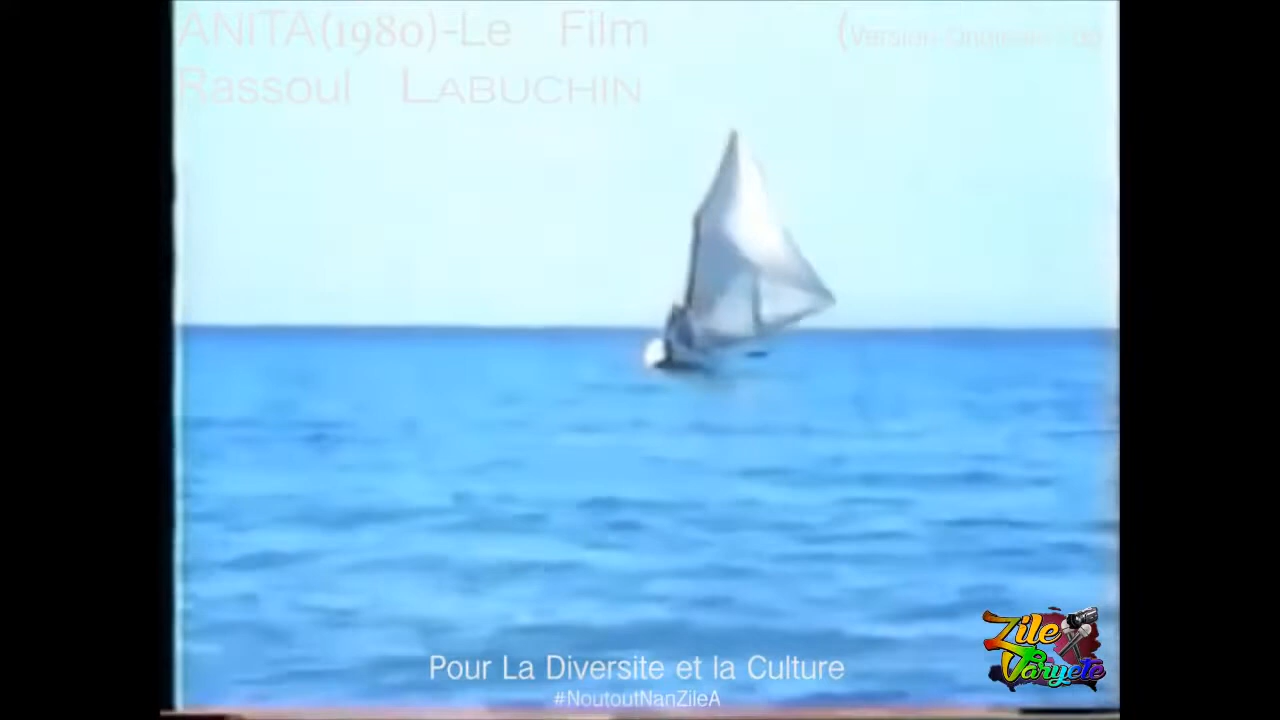 ANITA(1980)-Le Film
Rassoul LABUCHIN
Pour La Diversite et la Culture
#NoutoutNanZileA
Zile
Varyete